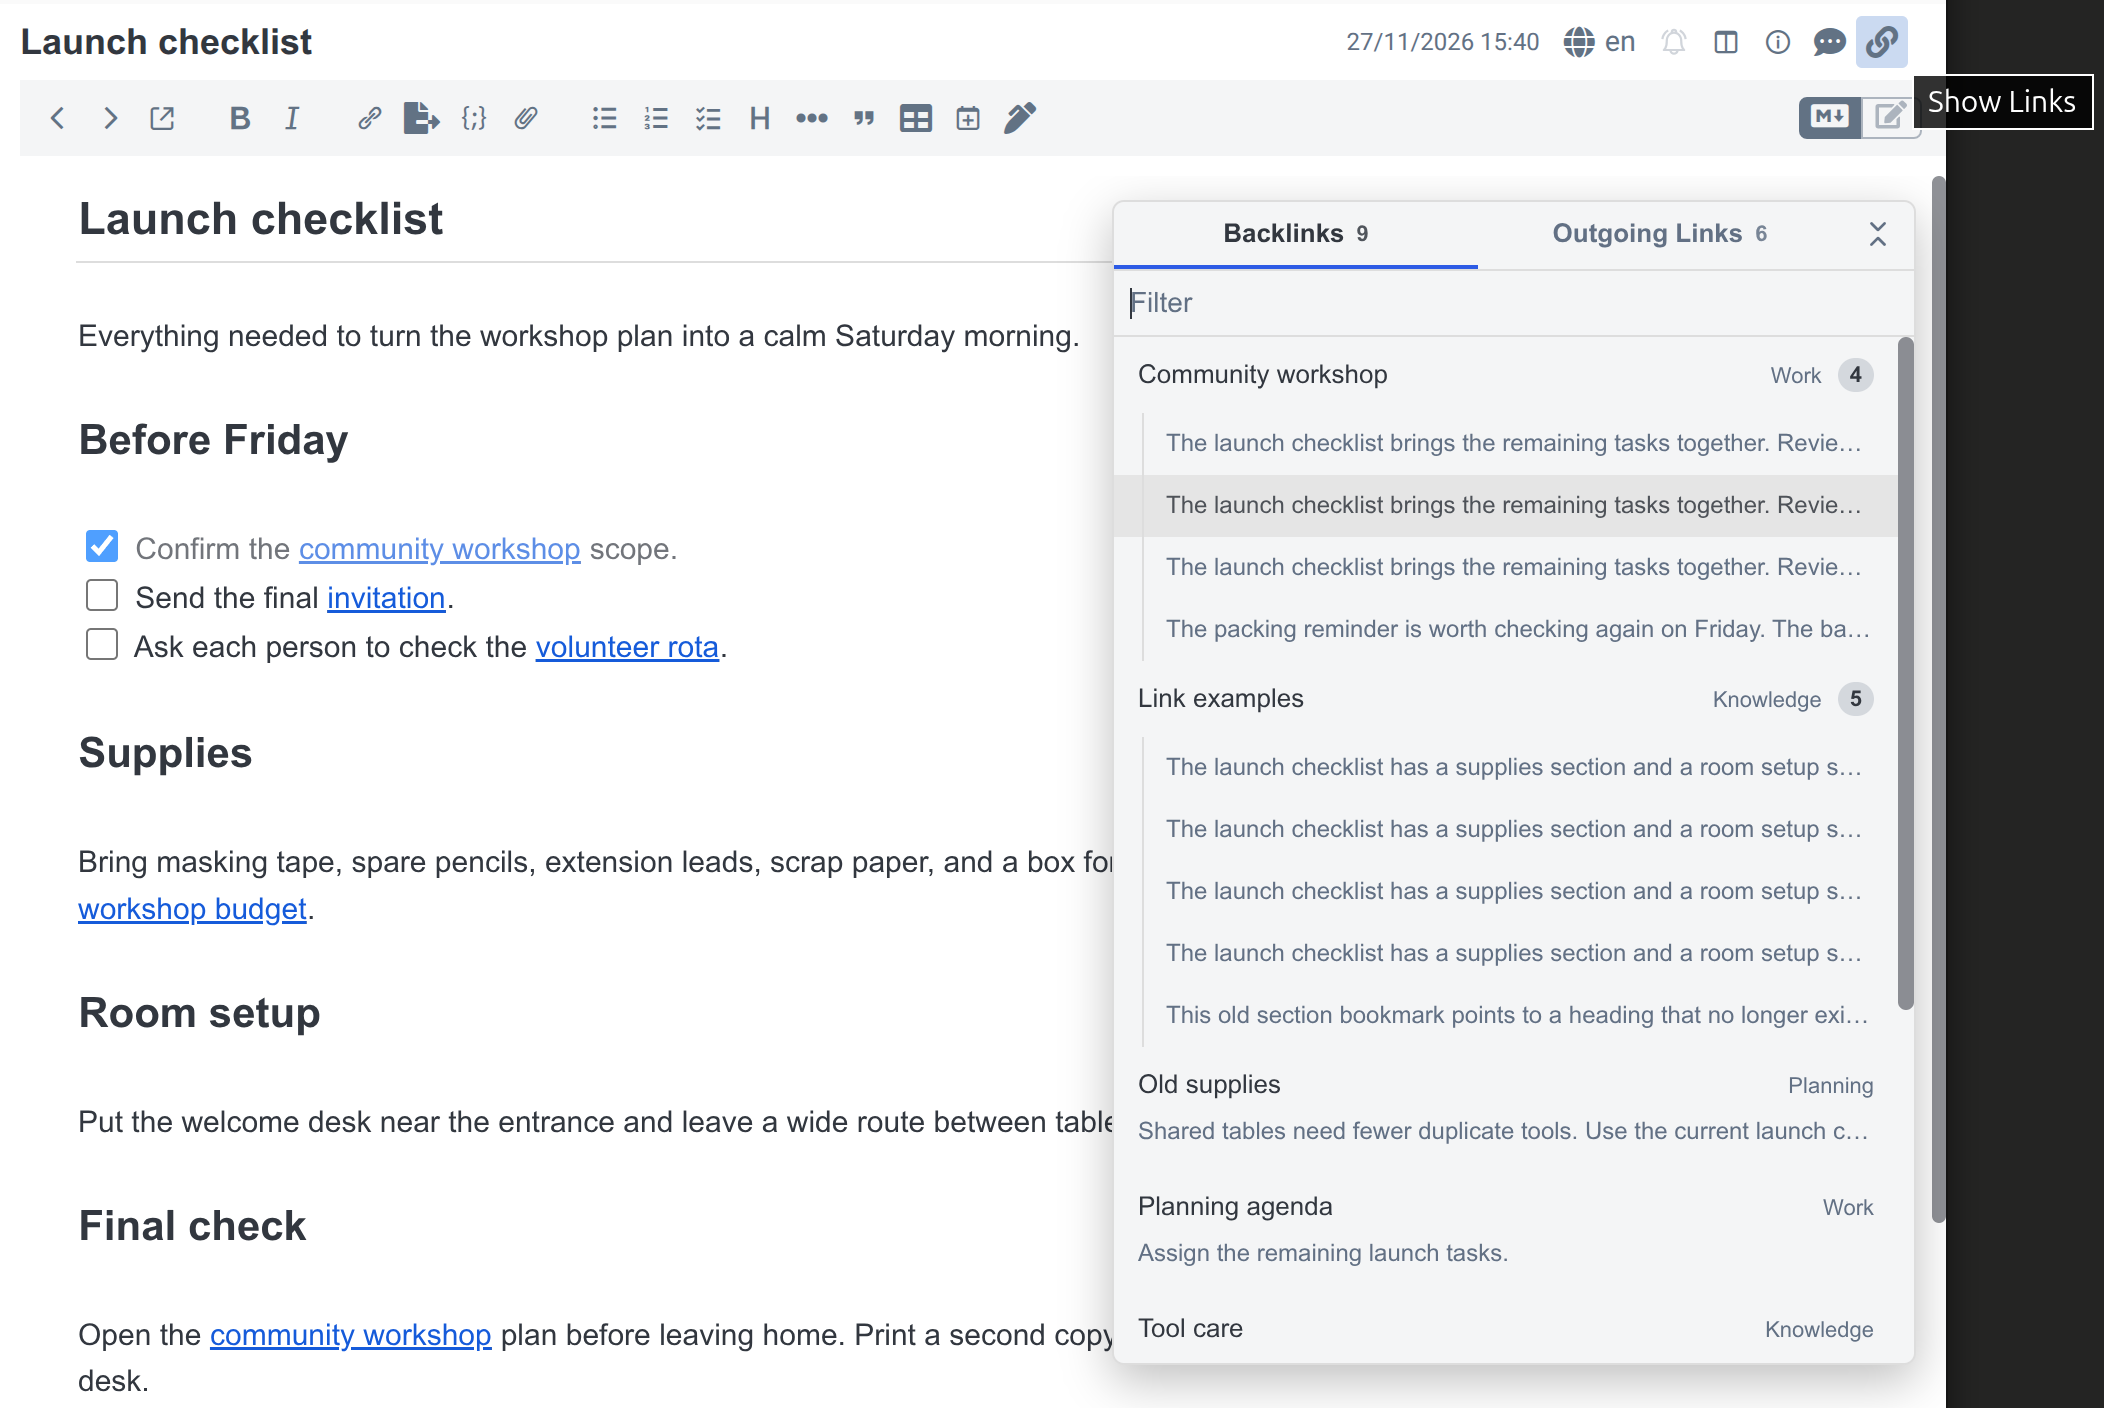 Launch checklist
27/11/2026 15:40
en
Show Links
B
I
{;}
H
M
Launch checklist
Everything needed to turn the workshop plan into a calm Saturday morning.
Before Friday
Confirm the community workshop scope.
Send the final invitation.
Ask each person to check the volunteer rota.
Supplies
Bring masking tape, spare pencils, extension leads, scrap paper, and a box for
workshop budget.
Room setup
Put the welcome desk near the entrance and leave a wide route between table
Final check
Open the community workshop plan before leaving home. Print a second copy
desk.
Backlinks 9
Outgoing Links 6
Filter
Community workshop
Work 4
The launch checklist brings the remaining tasks together. Revie…
The launch checklist brings the remaining tasks together. Revie…
The launch checklist brings the remaining tasks together. Revie…
The packing reminder is worth checking again on Friday. The ba…
Link examples
Knowledge 5
The launch checklist has a supplies section and a room setup s…
The launch checklist has a supplies section and a room setup s…
The launch checklist has a supplies section and a room setup s…
The launch checklist has a supplies section and a room setup s…
This old section bookmark points to a heading that no longer exi…
Old supplies
Planning
Shared tables need fewer duplicate tools. Use the current launch c…
Planning agenda
Work
Assign the remaining launch tasks.
Tool care
Knowledge